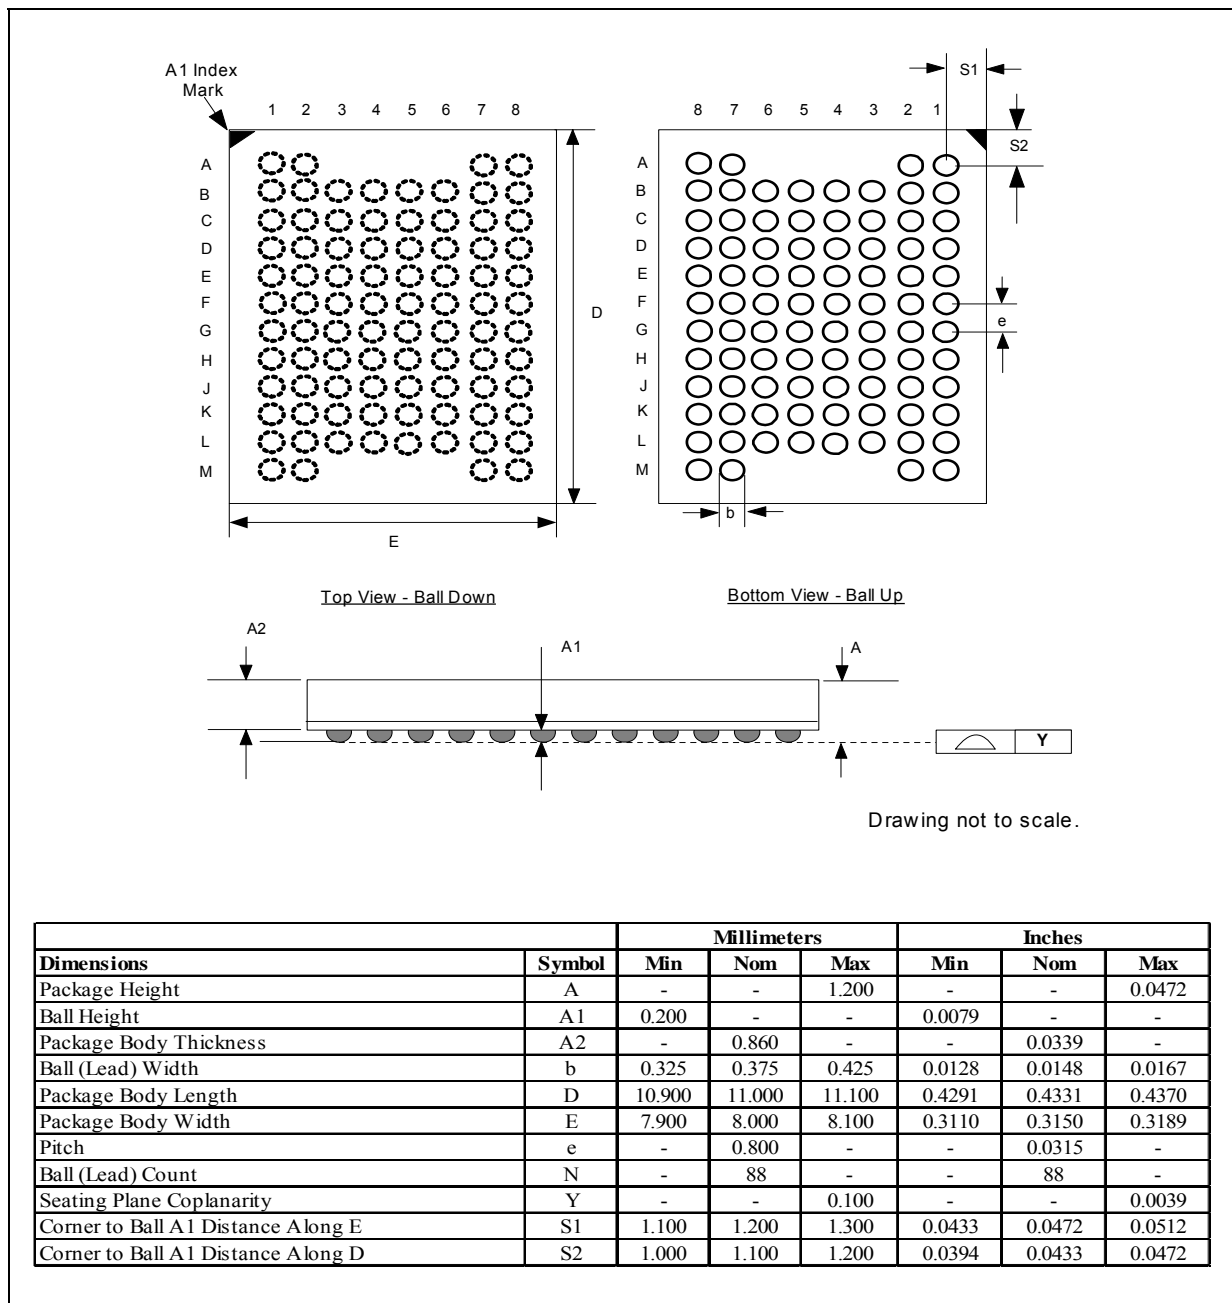 A1 Index
Mark
S1
1 2 3 4 5 6 7 8
8 7 6 5 4 3 2 1
S2
A
B
C
D
E
F
G
H
J
K
L
M
D
A
B
C
D
E
F
G
H
J
K
L
M
e
b
E
Top View - Ball Down
Bottom View - Ball Up
A2
A1
A
Y
Drawing not to scale.
Millimeters Inches
Dimensions Symbol Min Nom Max Min Nom Max
Package Height A - - 1.200 - - 0.0472
Ball Height A1 0.200 - - 0.0079 - -
Package Body Thickness A2 - 0.860 - - 0.0339 -
Ball (Lead) Width b 0.325 0.375 0.425 0.0128 0.0148 0.0167
Package Body Length D 10.900 11.000 11.100 0.4291 0.4331 0.4370
Package Body Width E 7.900 8.000 8.100 0.3110 0.3150 0.3189
Pitch e - 0.800 - - 0.0315 -
Ball (Lead) Count N - 88 - - 88 -
Seating Plane Coplanarity Y - - 0.100 - - 0.0039
Corner to Ball A1 Distance Along E S1 1.100 1.200 1.300 0.0433 0.0472 0.0512
Corner to Ball A1 Distance Along D S2 1.000 1.100 1.200 0.0394 0.0433 0.0472